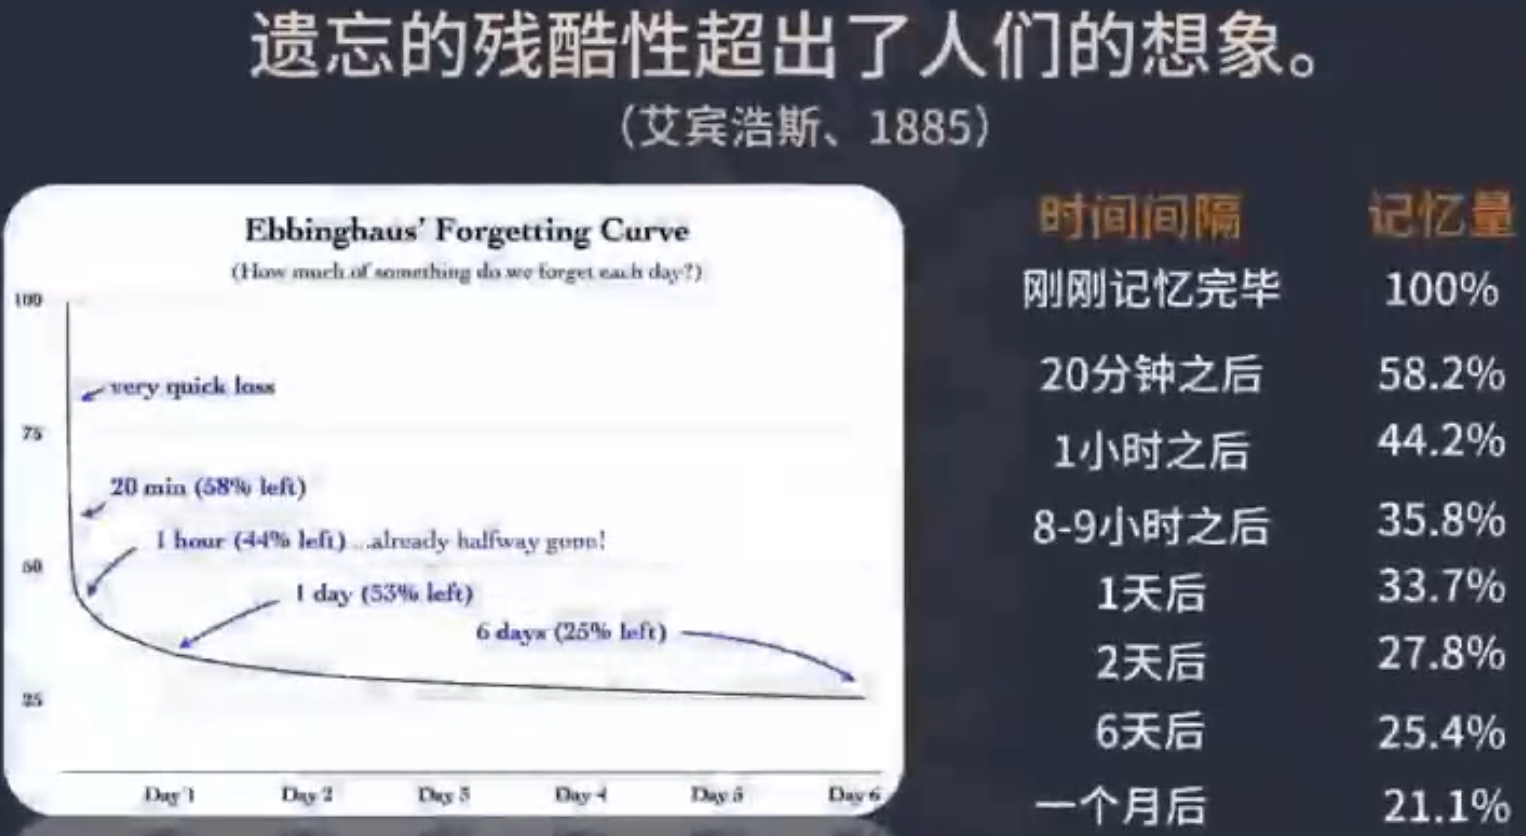 遗忘的残酷性超出了人们的想象。
（艾宾浩斯、1885）
Ebbinghaus' Forgetting Curve
(How much of something do we forget each day?)
100
very quick loss
75
20 min (58% left)
1 hour (44% left) ...already halfway gone!
50
1 day (53% left)
6 days (25% left)
25
Day 1 Day 2 Day 3 Day 4 Day 5 Day 6
时间间隔 记忆量
刚刚记忆完毕 100%
20分钟之后 58.2%
1小时之后 44.2%
8-9小时之后 35.8%
1天后 33.7%
2天后 27.8%
6天后 25.4%
一个月后 21.1%